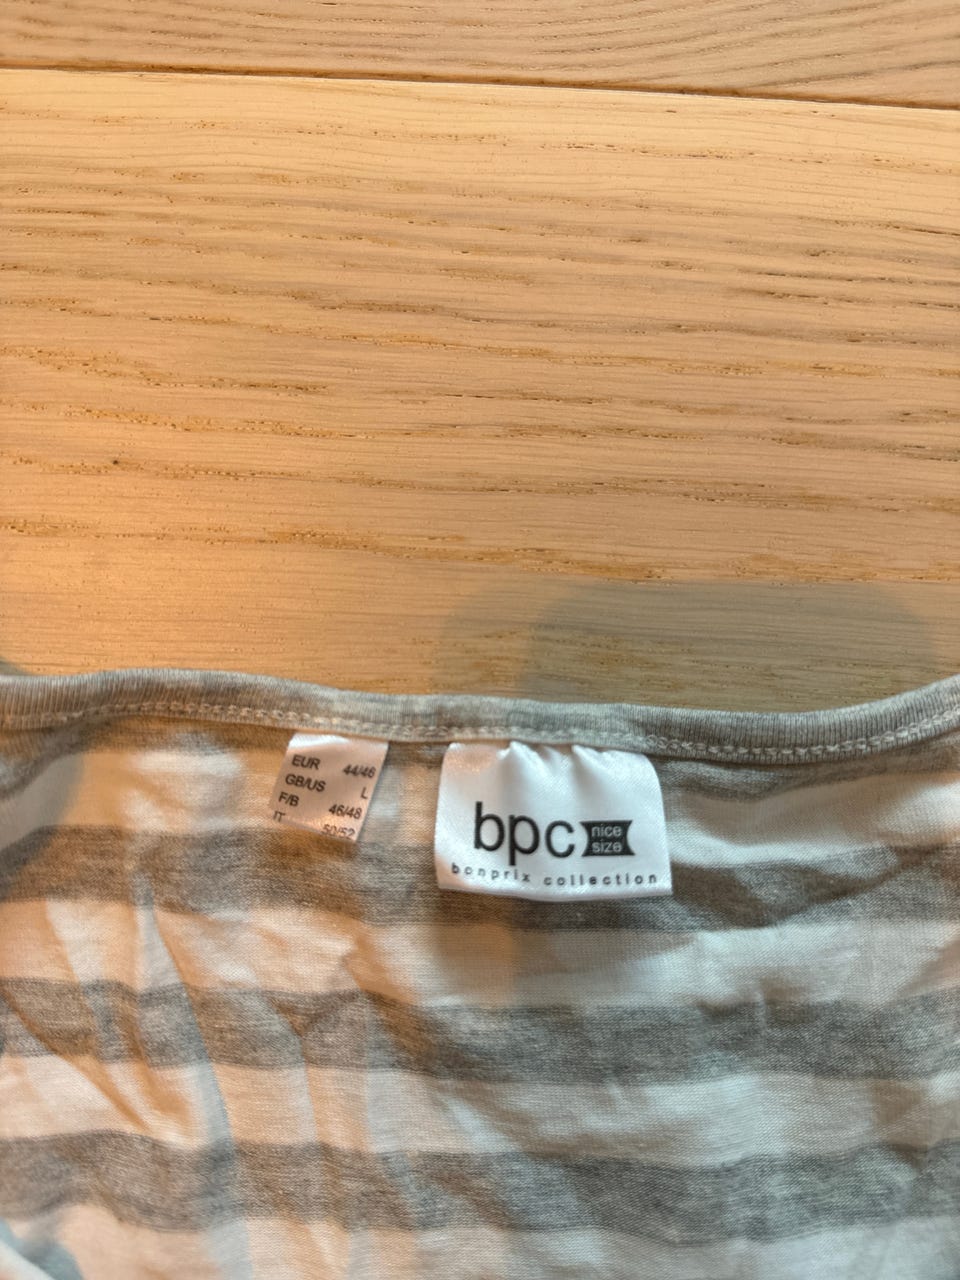 EUR 44/46
GB/US L
F/B 46/48
IT 50/52
bpc nice size
bonprix collection